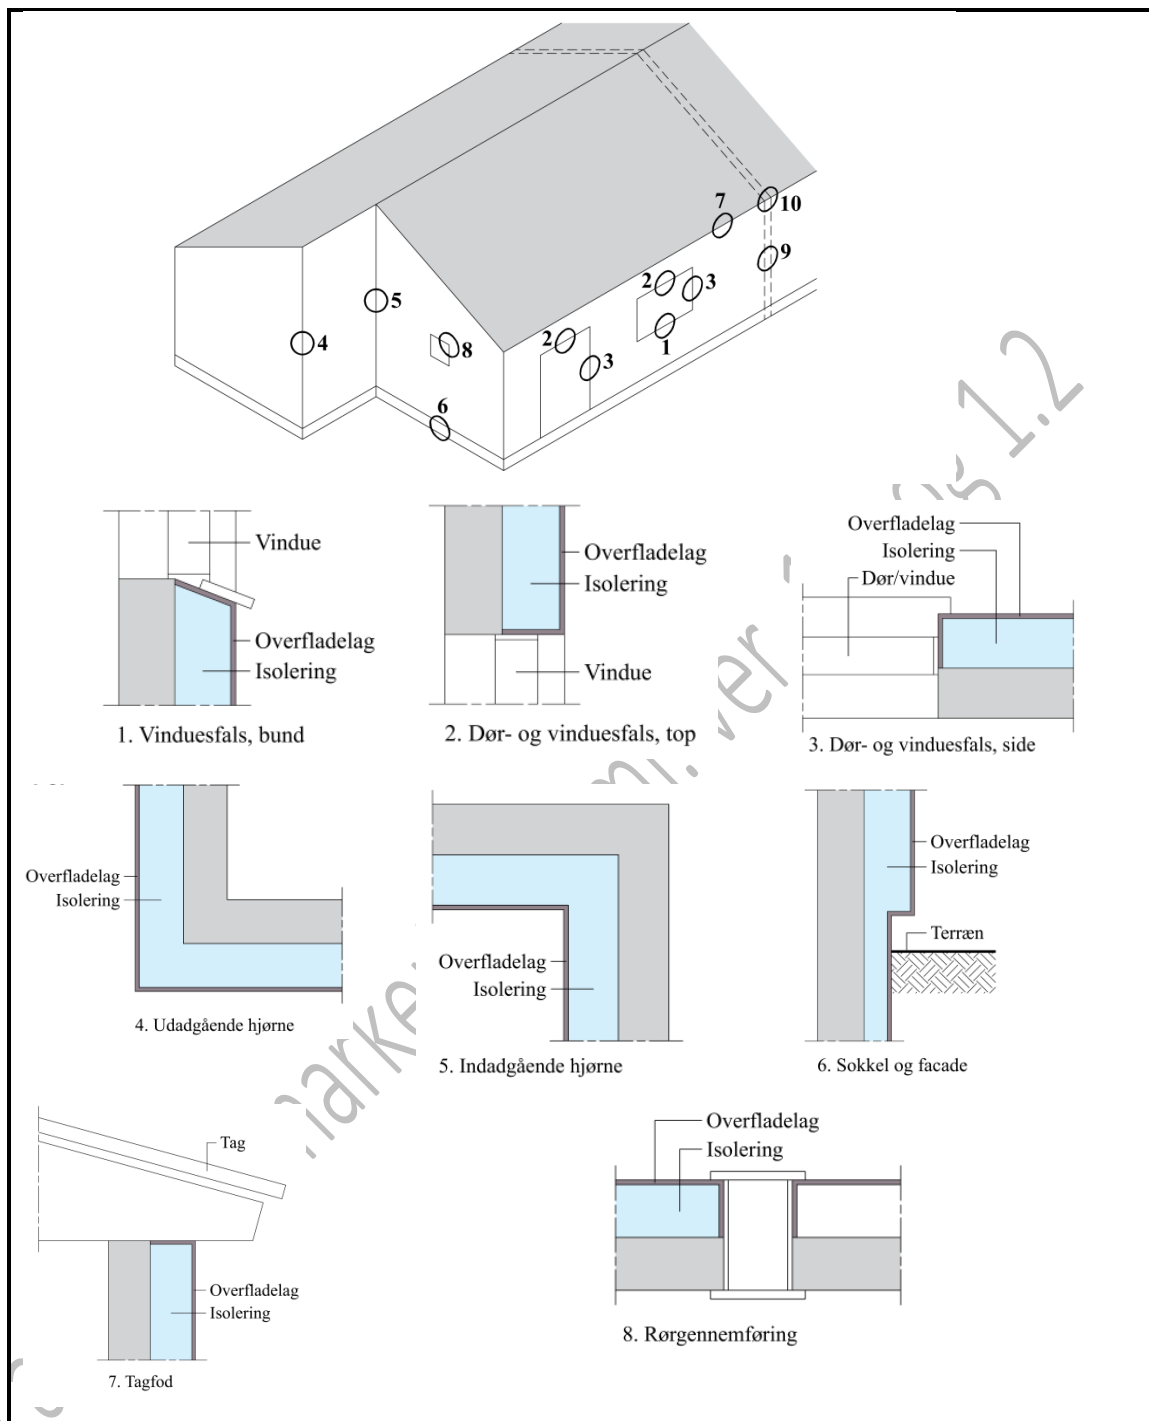 7
10
9
2
3
5
4
2
8
3
1
6
1.2
Vindue
Overfladelag
Isolering
1. Vinduesfals, bund
Overfladelag
Isolering
Vindue
2. Dør- og vinduesfals, top
Overfladelag
Isolering
Dør/vindue
3. Dør- og vinduesfals, side
Overfladelag
Isolering
4. Udadgående hjørne
Overfladelag
Isolering
5. Indadgående hjørne
Overfladelag
Isolering
Terræn
6. Sokkel og facade
Tag
Overfladelag
Isolering
7. Tagfod
Overfladelag
Isolering
8. Rørgennemføring